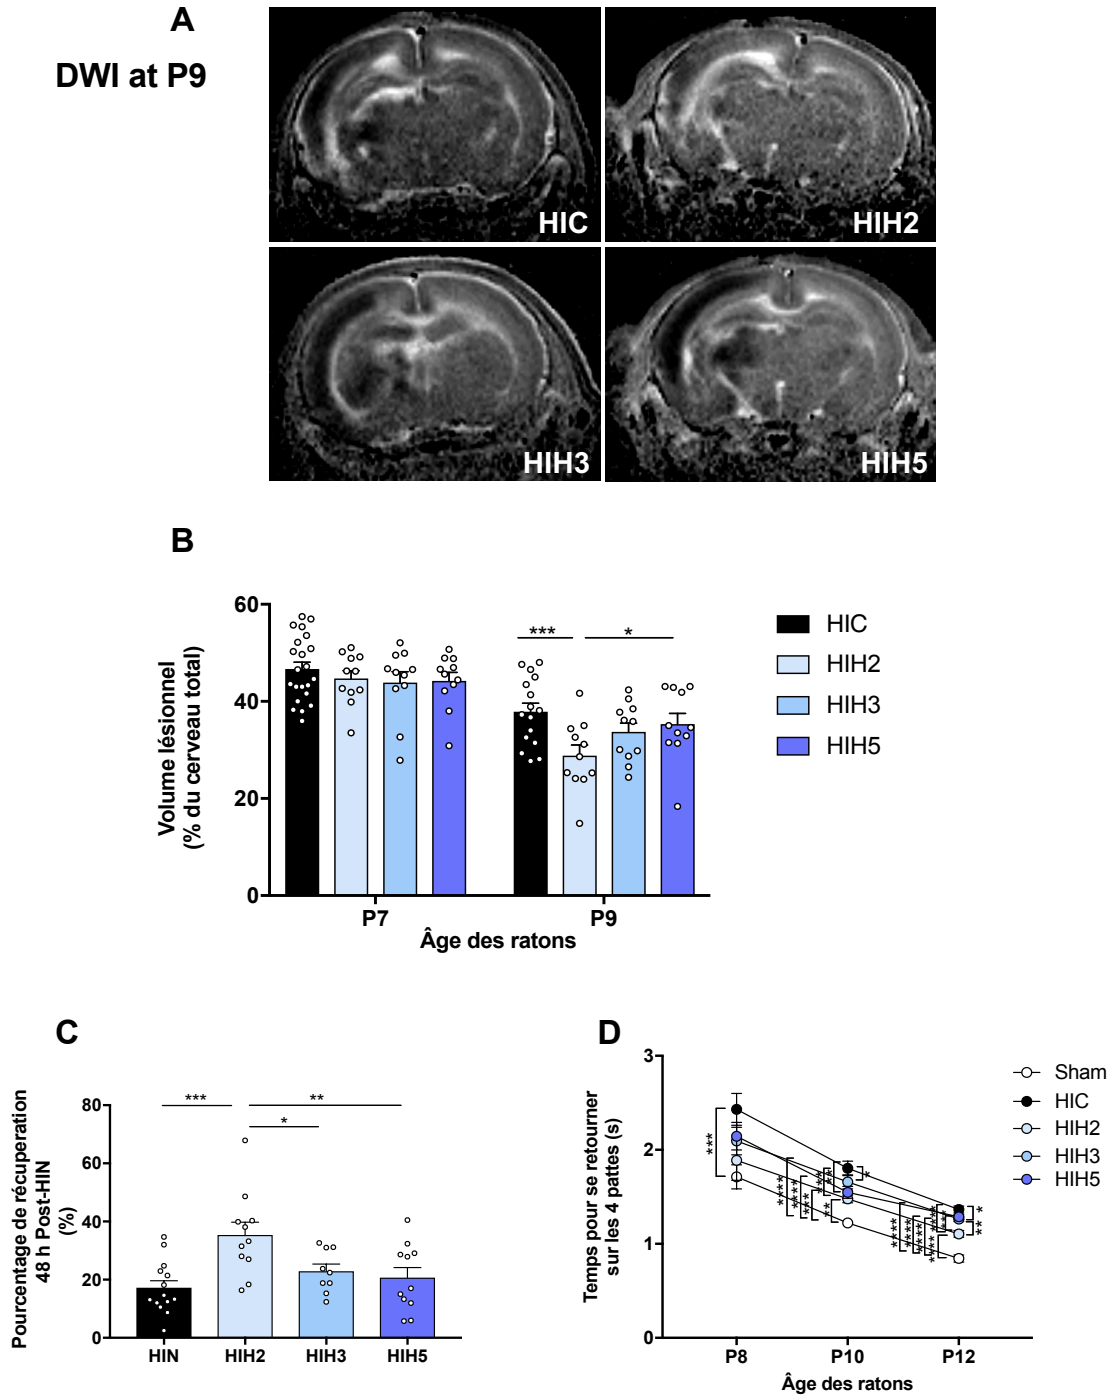 A
DWI at P9
HIC
HIH2
HIH3
HIH5
B
Volume lésionnel
(% du cerveau total)
60
40
20
0
***
*
P7
P9
Âge des ratons
HIC
HIH2
HIH3
HIH5
C
Pourcentage de récuperation
48 h Post-HIN
(%)
80
60
40
20
0
***
**
*
HIN
HIH2
HIH3
HIH5
D
Temps pour se retourner
sur les 4 pattes (s)
3
2
1
0
***
P8
P10
P12
Âge des ratons
Sham
HIC
HIH2
HIH3
HIH5